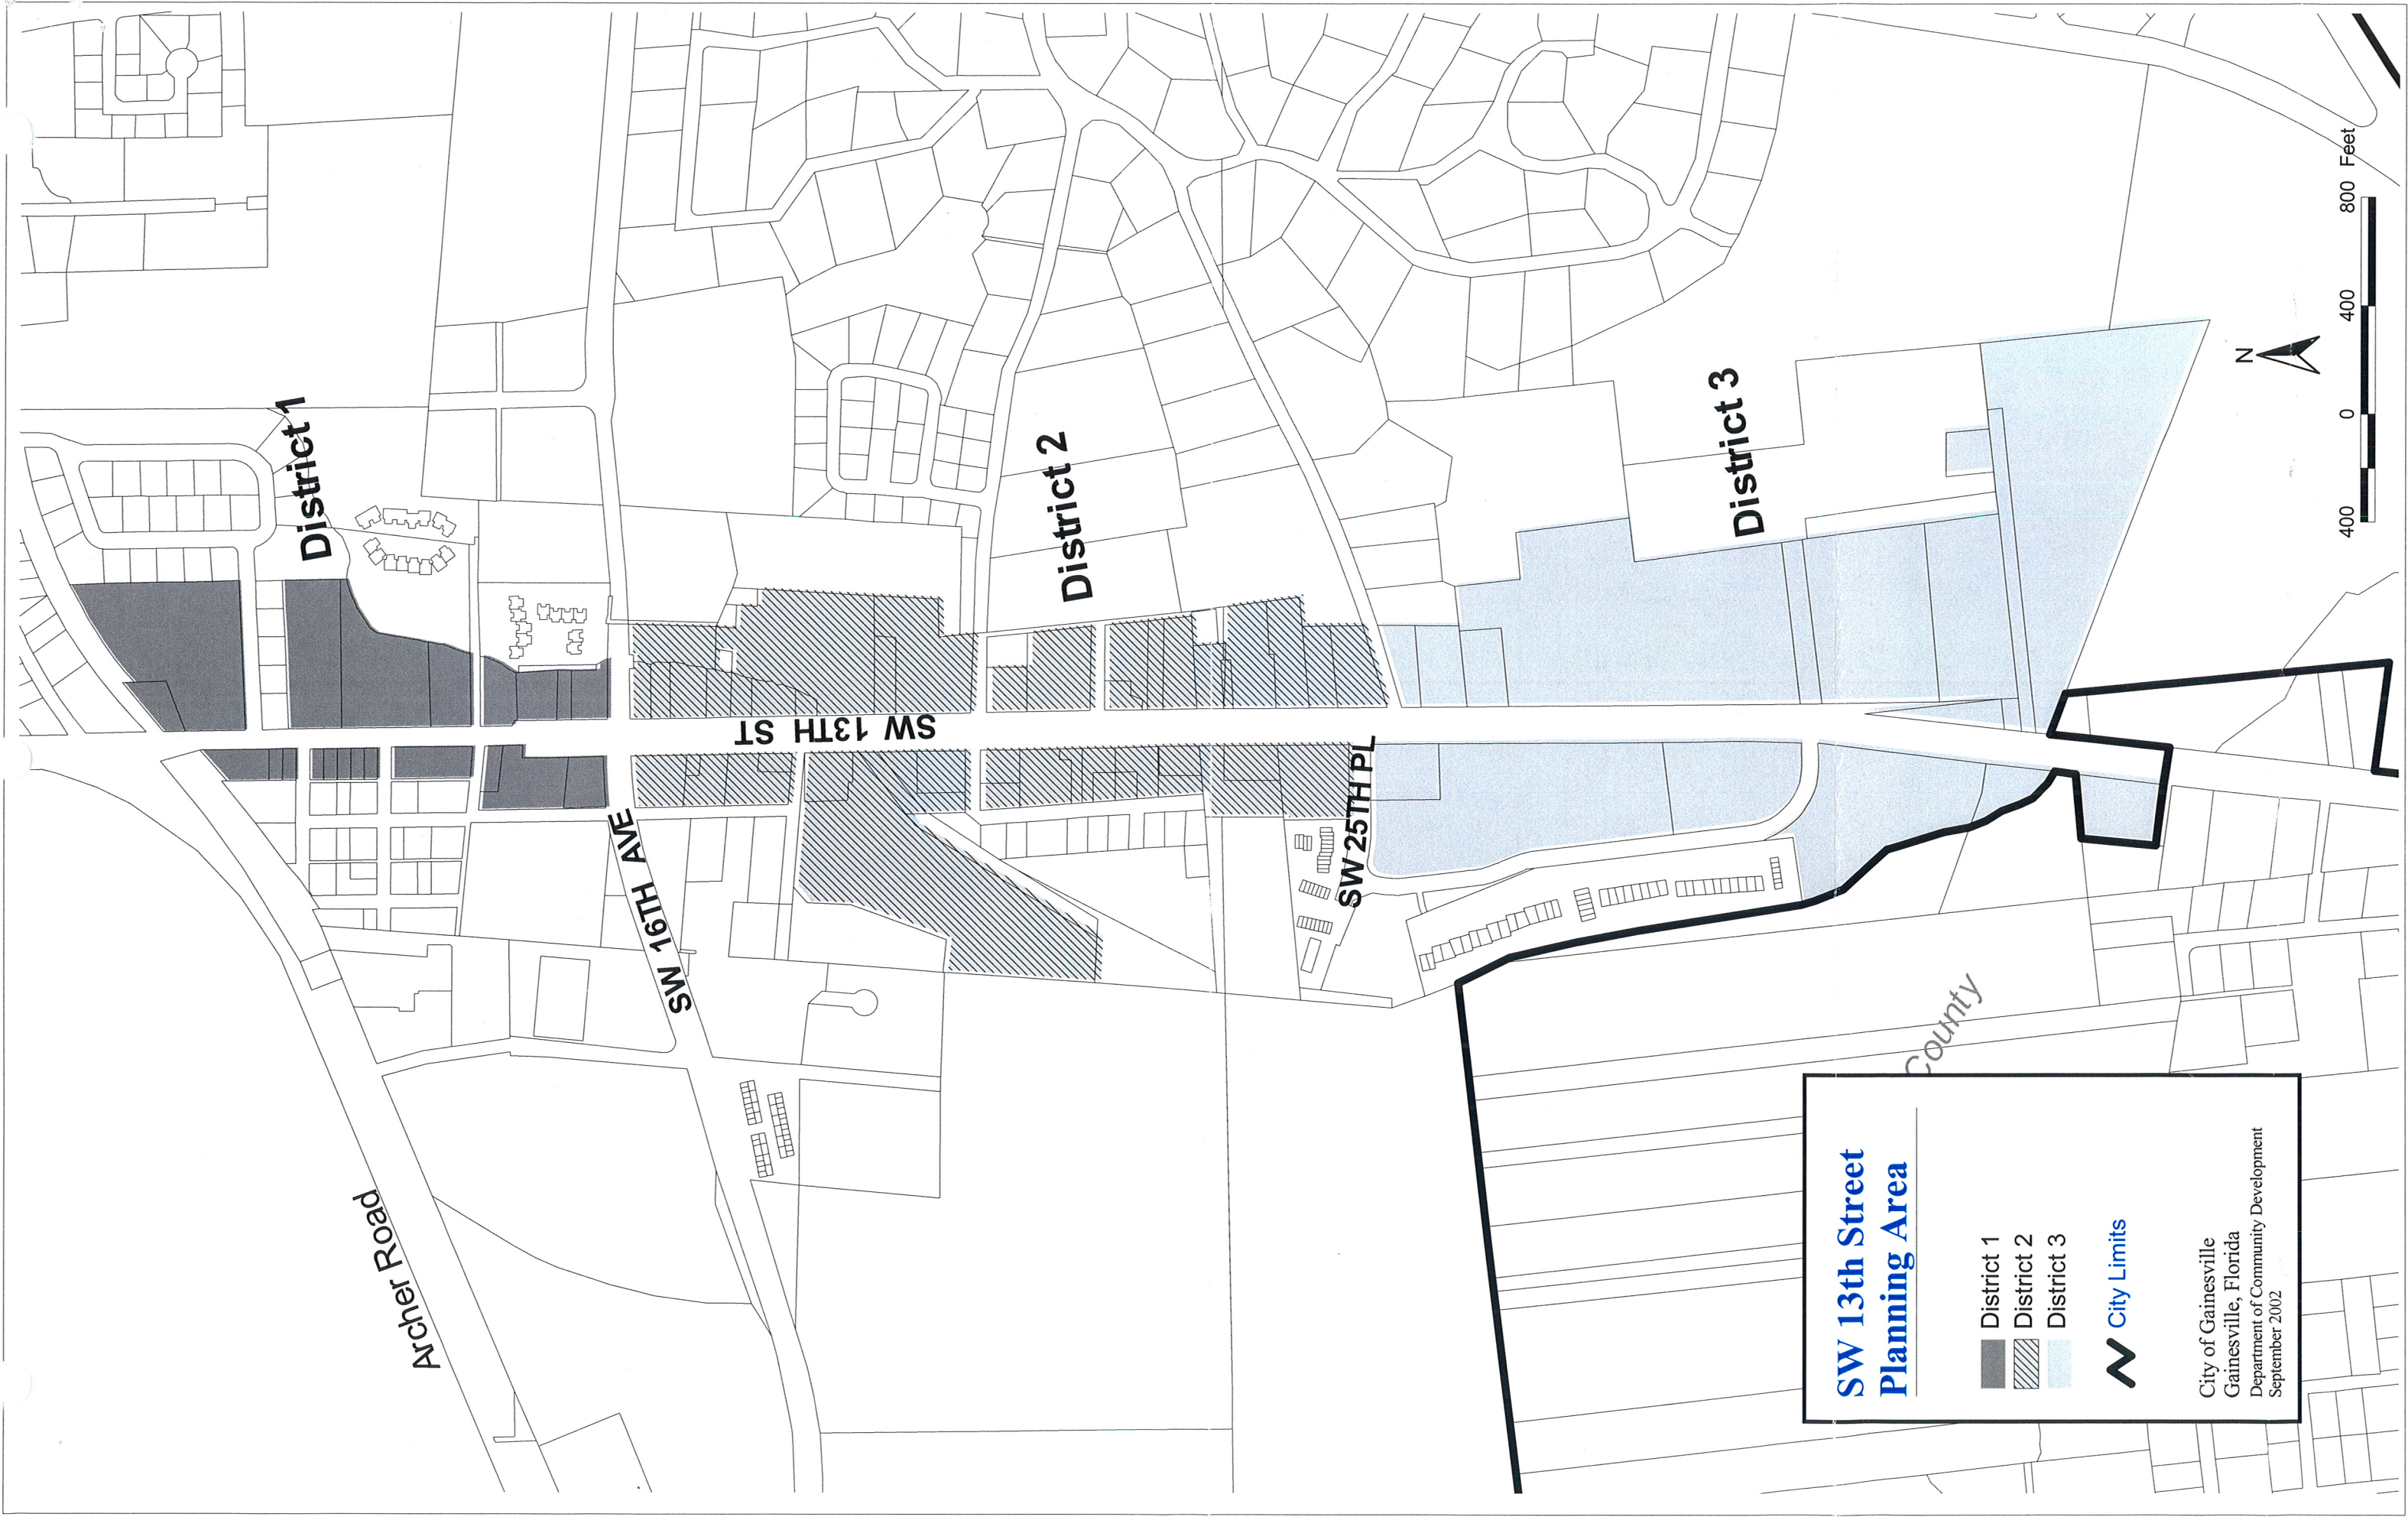 District 1
District 2
District 3
SW 13TH ST
SW 16TH AVE
SW 25TH PL
Archer Road
County
N
400 0 400 800 Feet
SW 13th Street
Planning Area
District 1
District 2
District 3
City Limits
City of Gainesville
Gainesville, Florida
Department of Community Development
September 2002